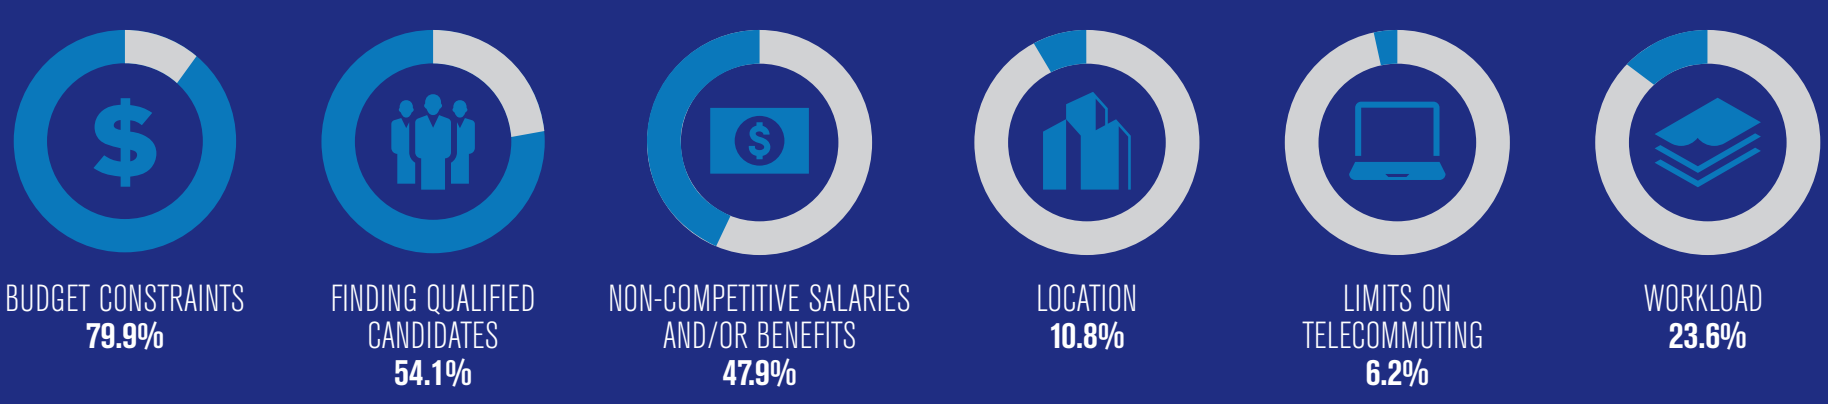 $
$
BUDGET CONSTRAINTS
79.9%
FINDING QUALIFIED
CANDIDATES
54.1%
NON-COMPETITIVE SALARIES
AND/OR BENEFITS
47.9%
LOCATION
10.8%
LIMITS ON
TELECOMMUTING
6.2%
WORKLOAD
23.6%